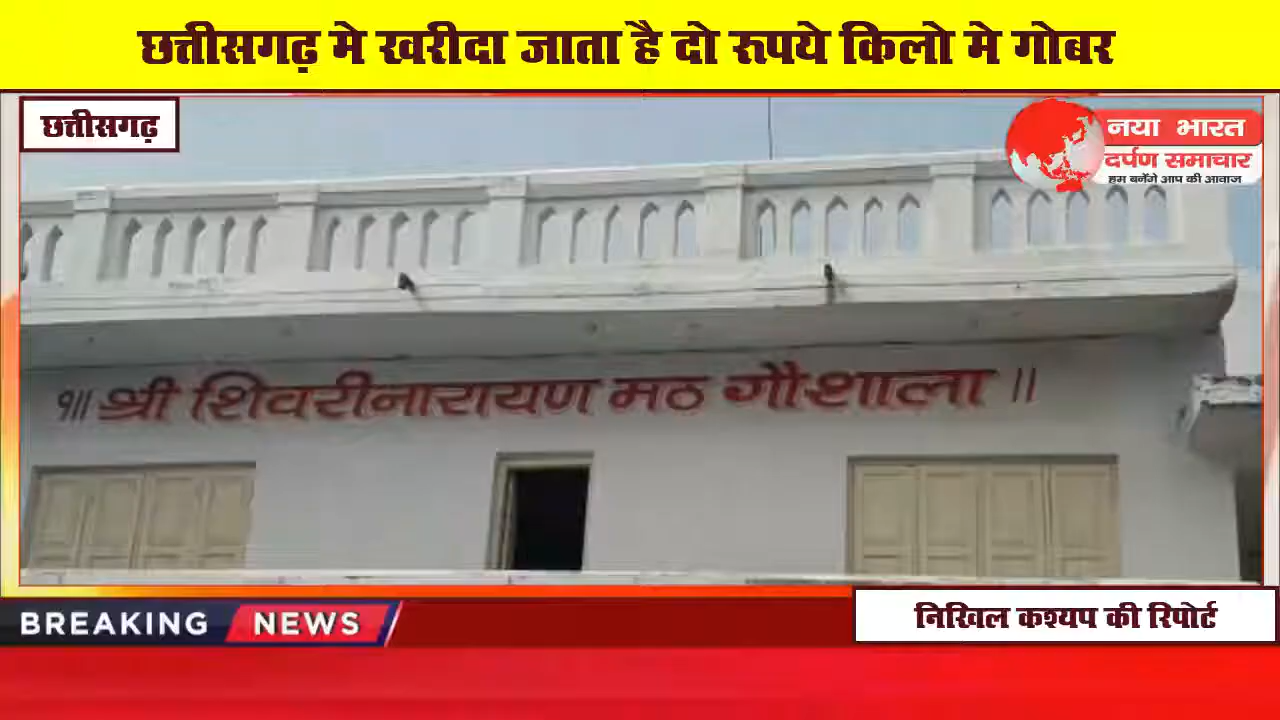 छत्तीसगढ़ मे खरीदा जाता है दो रूपये किलो मे गोबर
छत्तीसगढ़
नया भारत
दर्पण समाचार
हम बनेंगे आप की आवाज
१॥ श्री शिवरीनारायण मठ गौशाला ॥
BREAKING NEWS
निखिल कश्यप की रिपोर्ट